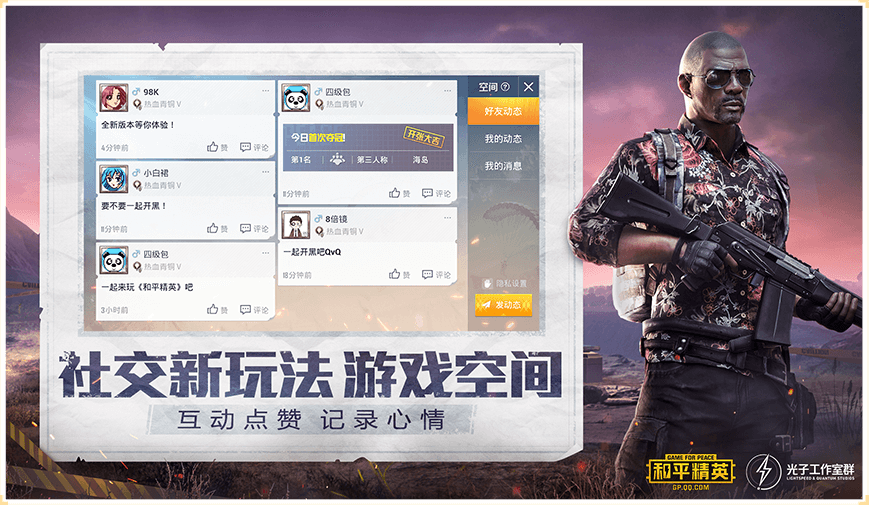 98K
热血青铜 V
全新版本等你体验！
4分钟前
赞
评论
小白裙
热血青铜 V
要不要一起开黑！
8分钟前
赞
评论
四级包
热血青铜 V
一起来玩《和平精英》吧
3小时前
赞
评论
四级包
热血青铜 V
今日首次夺冠!
开张大吉
第1名
第三人称
海岛
8分钟前
赞
评论
8倍镜
热血青铜 V
一起开黑吧QvQ
18分钟前
赞
评论
空间
好友动态
我的动态
我的消息
隐私设置
发动态
社交新玩法 游戏空间
互动点赞 记录心情
GAME FOR PEACE
和平精英
GP.QQ.COM
光子工作室群
LIGHTSPEED & QUANTUM STUDIOS